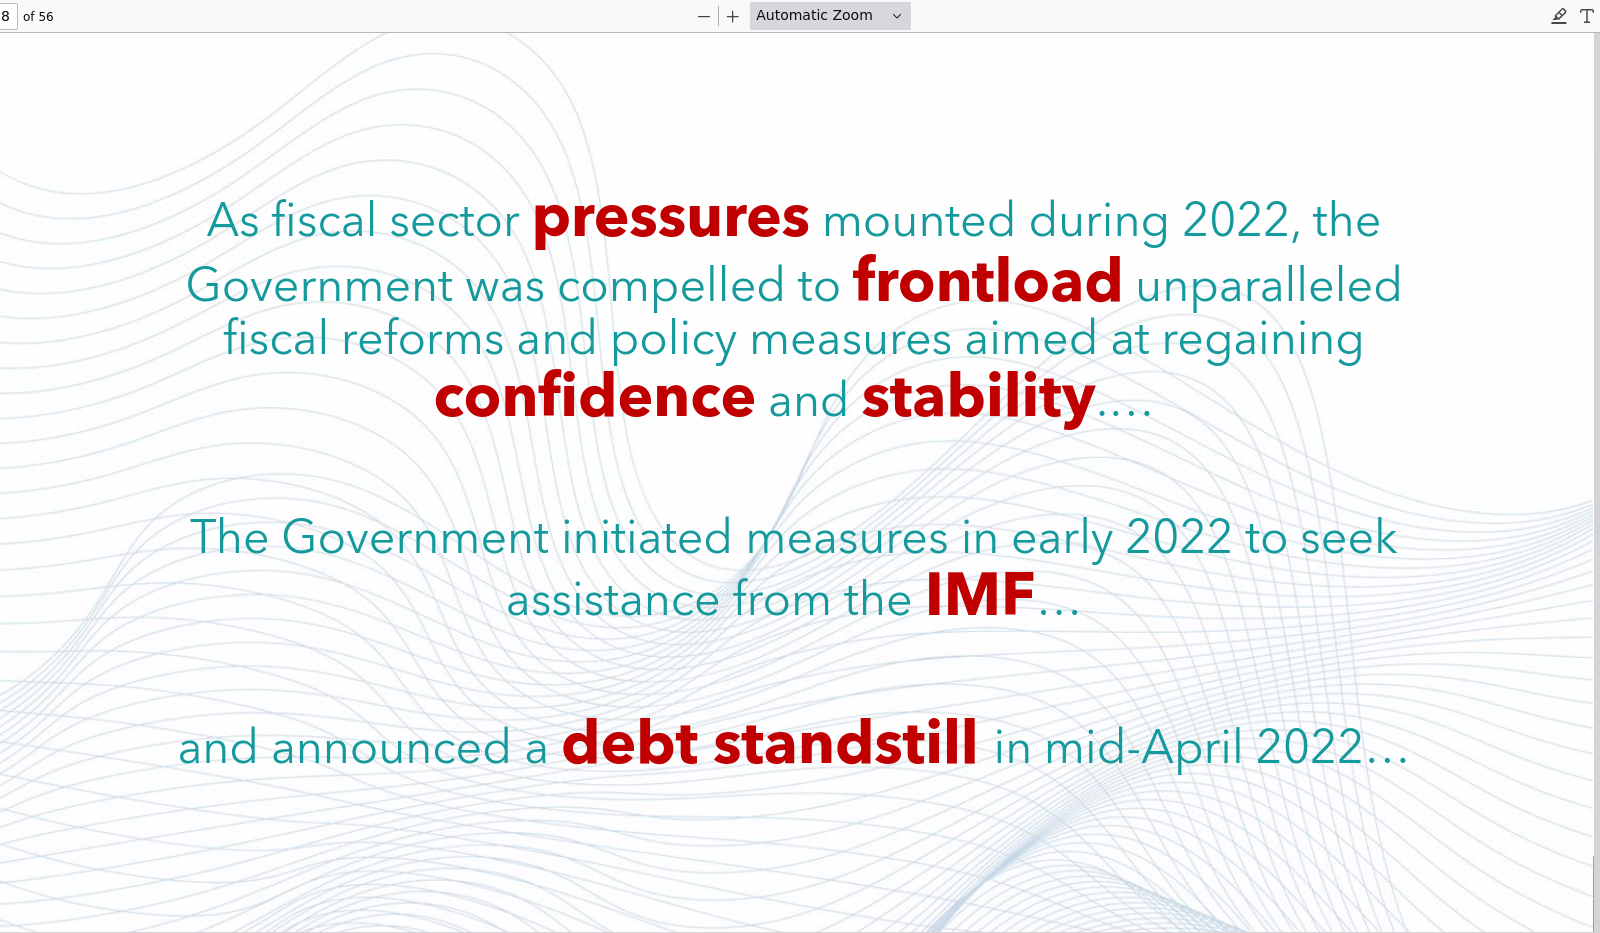 8 of 56 Automatic Zoom
As fiscal sector pressures mounted during 2022, the
Government was compelled to frontload unparalleled
fiscal reforms and policy measures aimed at regaining
confidence and stability....
The Government initiated measures in early 2022 to seek
assistance from the IMF...
and announced a debt standstill in mid-April 2022...